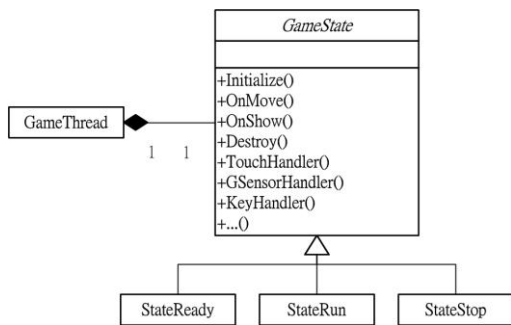 GameState
+Initialize()
+OnMove()
+OnShow()
+Destroy()
+TouchHandler()
+GSensorHandler()
+KeyHandler()
+...()
GameThread
1 1
StateReady StateRun StateStop